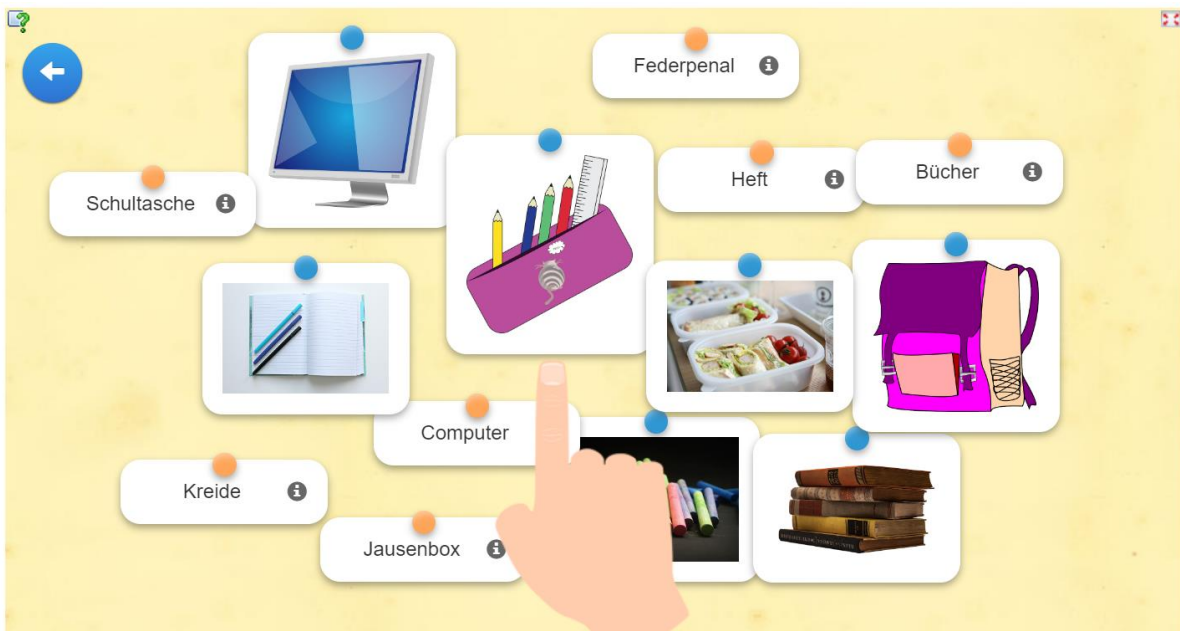 Federpenal
Schultasche
Heft
Bücher
Computer
Kreide
Jausenbox